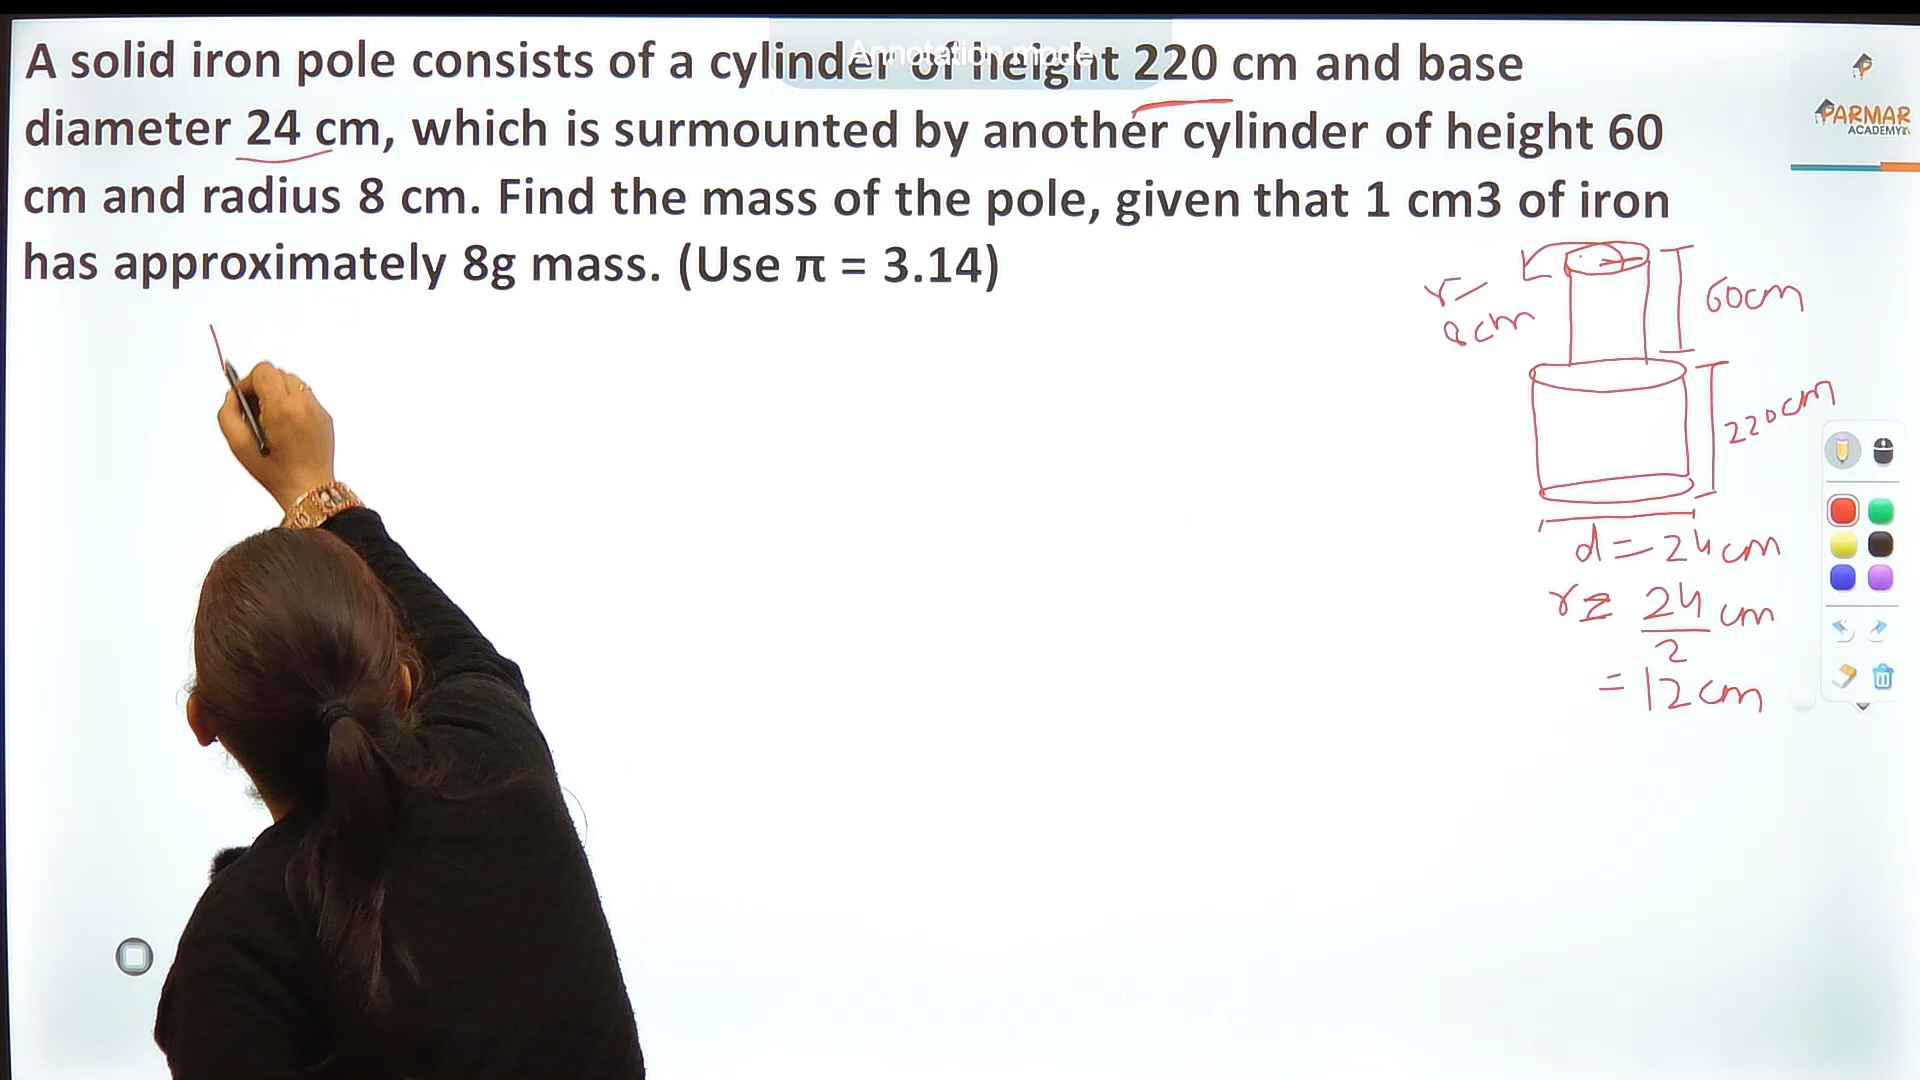 A solid iron pole consists of a cylinder of height 220 cm and base
diameter 24 cm, which is surmounted by another cylinder of height 60
cm and radius 8 cm. Find the mass of the pole, given that 1 cm3 of iron
has approximately 8g mass. (Use π = 3.14)
Annotation mode
PARMAR
ACADEMY
r=
8cm
60cm
220cm
d=24cm
r= 24 cm
2
= 12cm